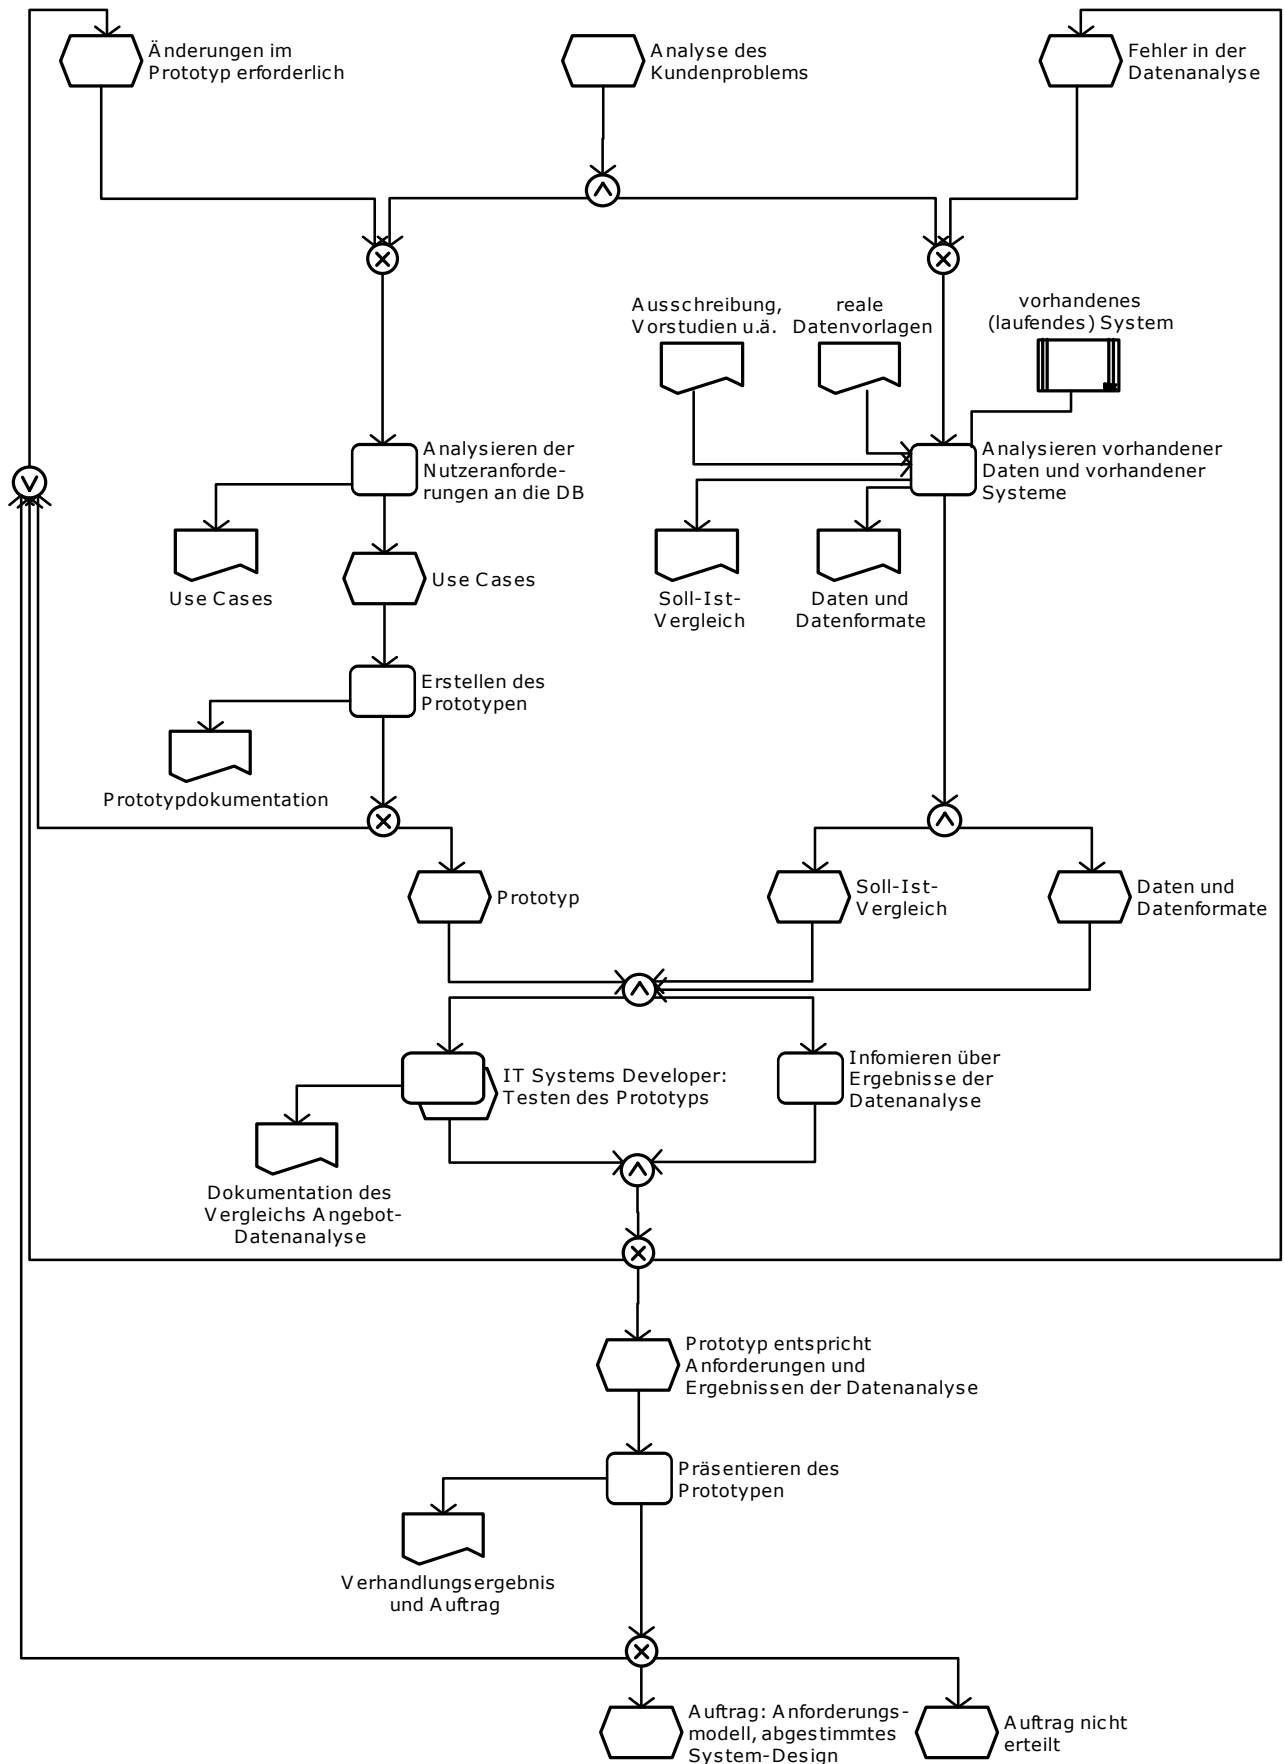 Änderungen im
Prototyp erforderlich
Analyse des
Kundenproblems
Fehler in der
Datenanalyse
Ausschreibung,
Vorstudien u.ä.
reale
Datenvorlagen
vorhandenes
(laufendes) System
Analysieren der
Nutzeranforde-
rungen an die DB
Analysieren vorhandener
Daten und vorhandener
Systeme
Use Cases
Use Cases
Soll-Ist-
Vergleich
Daten und
Datenformate
Erstellen des
Prototypen
Prototypdokumentation
Prototyp
Soll-Ist-
Vergleich
Daten und
Datenformate
IT Systems Developer:
Testen des Prototyps
Infomieren über
Ergebnisse der
Datenanalyse
Dokumentation des
Vergleichs Angebot-
Datenanalyse
Prototyp entspricht
Anforderungen und
Ergebnissen der Datenanalyse
Präsentieren des
Prototypen
Verhandlungsergebnis
und Auftrag
Auftrag: Anforderungs-
modell, abgestimmtes
System-Design
Auftrag nicht
erteilt